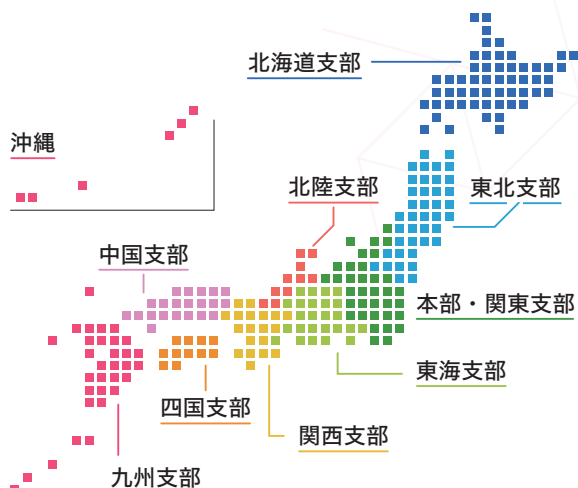 北海道支部
沖縄
北陸支部
東北支部
中国支部
本部・関東支部
東海支部
四国支部
関西支部
九州支部